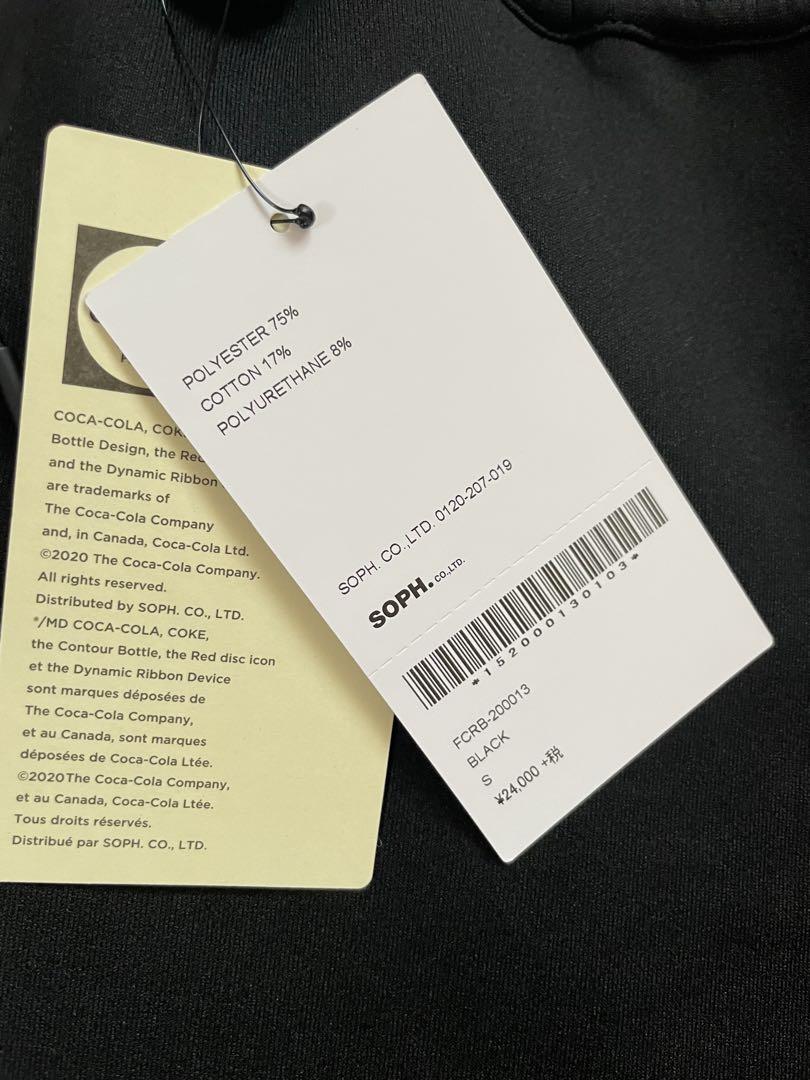 COCA-COLA,
Bottle Design, the
and the Dynamic Ribbon
are trademarks of
The Coca-Cola Company
and, in Canada, Coca-Cola Ltd.
©2020 The Coca-Cola Company.
All rights reserved.
Distributed by SOPH. CO., LTD.
*/MD COCA-COLA, COKE,
the Contour Bottle, the Red disc icon
et the Dynamic Ribbon Device
sont marques déposées de
The Coca-Cola Company,
et au Canada, sont marques
déposées de Coca-Cola Ltée.
©2020The Coca-Cola Company,
et au Canada, Coca-Cola Ltée.
Tous droits réservés.
Distribué par SOPH. CO., LTD.
POLYESTER 75%
COTTON 17%
POLYURETHANE 8%
SOPH. CO.,LTD. 0120-207-019
SOPH. CO.,LTD.
*152000130103*
FCRB-200013
BLACK
S
¥24,000 +税